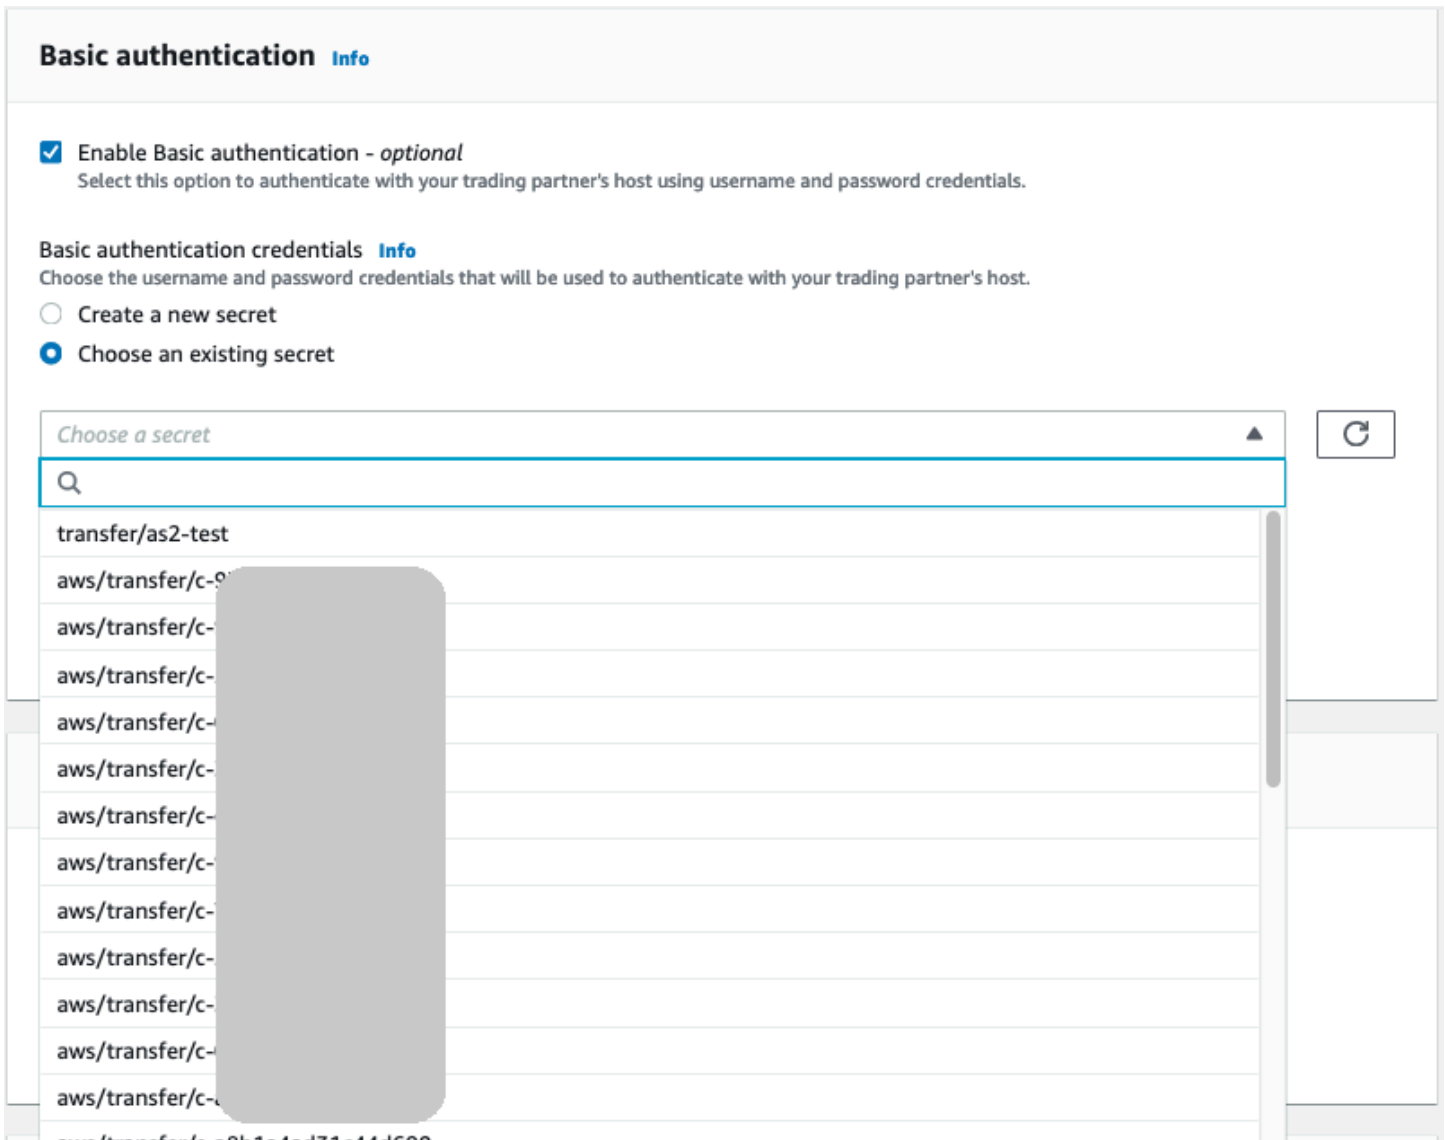 Basic authentication Info
Enable Basic authentication - optional
Select this option to authenticate with your trading partner's host using username and password credentials.
Basic authentication credentials Info
Choose the username and password credentials that will be used to authenticate with your trading partner's host.
Create a new secret
Choose an existing secret
Choose a secret
transfer/as2-test
aws/transfer/c-9
aws/transfer/c-
aws/transfer/c-
aws/transfer/c-
aws/transfer/c-
aws/transfer/c-
aws/transfer/c-
aws/transfer/c-
aws/transfer/c-
aws/transfer/c-
aws/transfer/c-
aws/transfer/c-